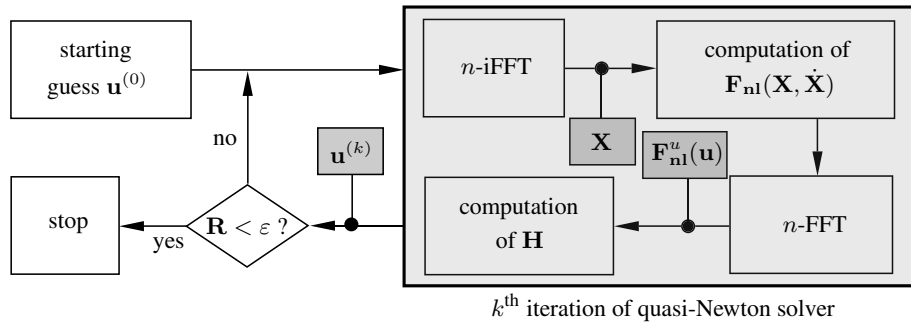 starting
guess u^(0)
n-iFFT
computation of
F_nl(X, Ẋ)
X
no
u^(k)
F^u_nl(u)
stop
yes
R < ε ?
computation
of H
n-FFT
k^th iteration of quasi-Newton solver